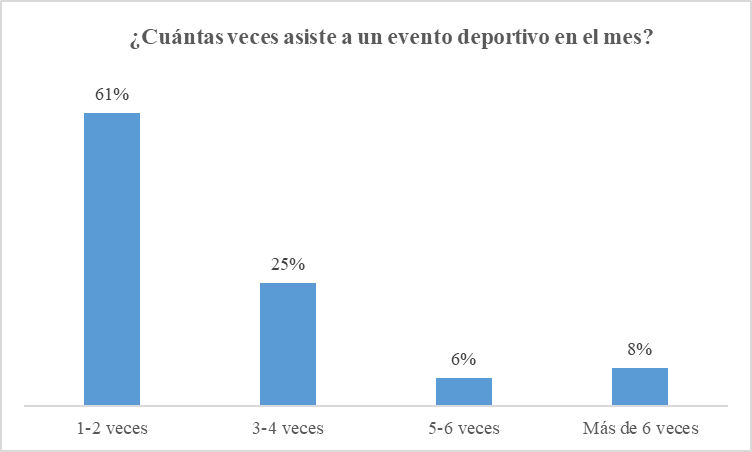 ¿Cuántas veces asiste a un evento deportivo en el mes?
61%
25%
6%
8%
1-2 veces
3-4 veces
5-6 veces
Más de 6 veces